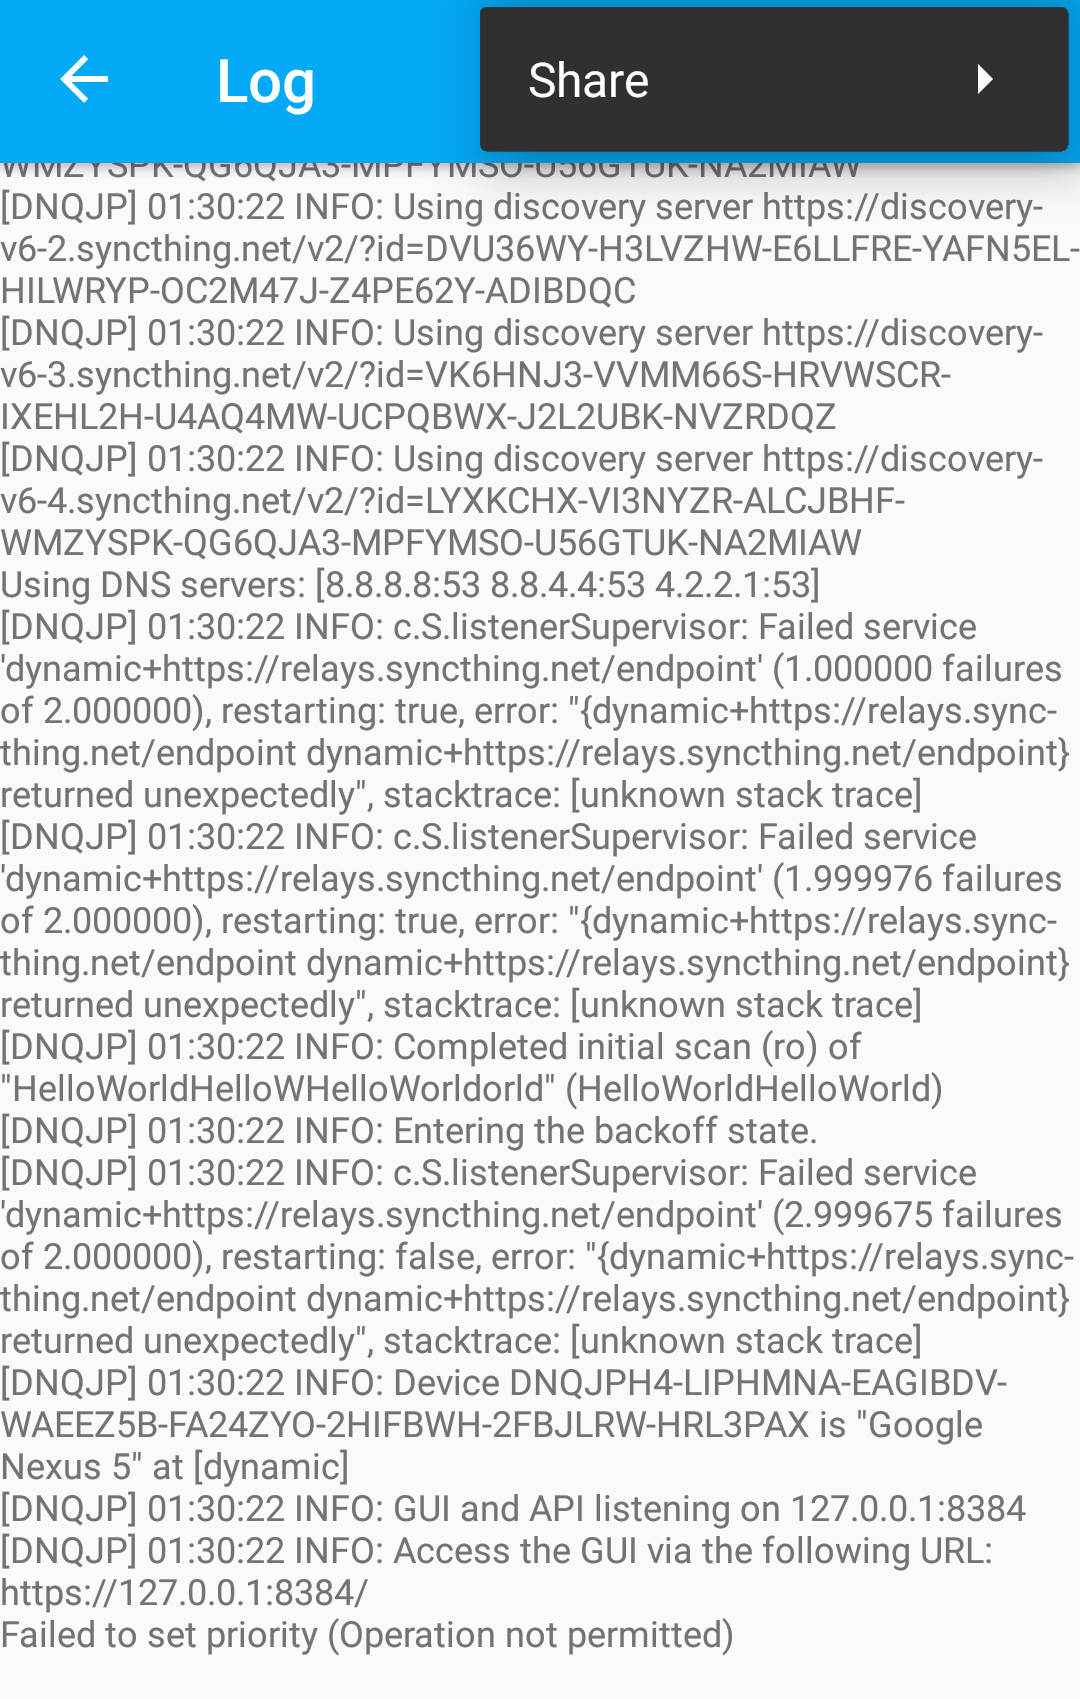 Log
Share
WMZYSPK-QG6QJA3-MPFYMSO-U56GTUK-NA2MIAW
[DNQJP] 01:30:22 INFO: Using discovery server https://discovery-
v6-2.syncthing.net/v2/?id=DVU36WY-H3LVZHW-E6LLFRE-YAFN5EL-
HILWRYP-OC2M47J-Z4PE62Y-ADIBDQC
[DNQJP] 01:30:22 INFO: Using discovery server https://discovery-
v6-3.syncthing.net/v2/?id=VK6HNJ3-VVMM66S-HRVWSCR-
IXEHL2H-U4AQ4MW-UCPQBWX-J2L2UBK-NVZRDQZ
[DNQJP] 01:30:22 INFO: Using discovery server https://discovery-
v6-4.syncthing.net/v2/?id=LYXKCHX-VI3NYZR-ALCJBHF-
WMZYSPK-QG6QJA3-MPFYMSO-U56GTUK-NA2MIAW
Using DNS servers: [8.8.8.8:53 8.8.4.4:53 4.2.2.1:53]
[DNQJP] 01:30:22 INFO: c.S.listenerSupervisor: Failed service
'dynamic+https://relays.syncthing.net/endpoint' (1.000000 failures
of 2.000000), restarting: true, error: "{dynamic+https://relays.sync-
thing.net/endpoint dynamic+https://relays.syncthing.net/endpoint}
returned unexpectedly", stacktrace: [unknown stack trace]
[DNQJP] 01:30:22 INFO: c.S.listenerSupervisor: Failed service
'dynamic+https://relays.syncthing.net/endpoint' (1.999976 failures
of 2.000000), restarting: true, error: "{dynamic+https://relays.sync-
thing.net/endpoint dynamic+https://relays.syncthing.net/endpoint}
returned unexpectedly", stacktrace: [unknown stack trace]
[DNQJP] 01:30:22 INFO: Completed initial scan (ro) of
"HelloWorldHelloWHelloWorldorld" (HelloWorldHelloWorld)
[DNQJP] 01:30:22 INFO: Entering the backoff state.
[DNQJP] 01:30:22 INFO: c.S.listenerSupervisor: Failed service
'dynamic+https://relays.syncthing.net/endpoint' (2.999675 failures
of 2.000000), restarting: false, error: "{dynamic+https://relays.sync-
thing.net/endpoint dynamic+https://relays.syncthing.net/endpoint}
returned unexpectedly", stacktrace: [unknown stack trace]
[DNQJP] 01:30:22 INFO: Device DNQJPH4-LIPHMNA-EAGIBDV-
WAEEZ5B-FA24ZYO-2HIFBWH-2FBJLRW-HRL3PAX is "Google
Nexus 5" at [dynamic]
[DNQJP] 01:30:22 INFO: GUI and API listening on 127.0.0.1:8384
[DNQJP] 01:30:22 INFO: Access the GUI via the following URL:
https://127.0.0.1:8384/
Failed to set priority (Operation not permitted)